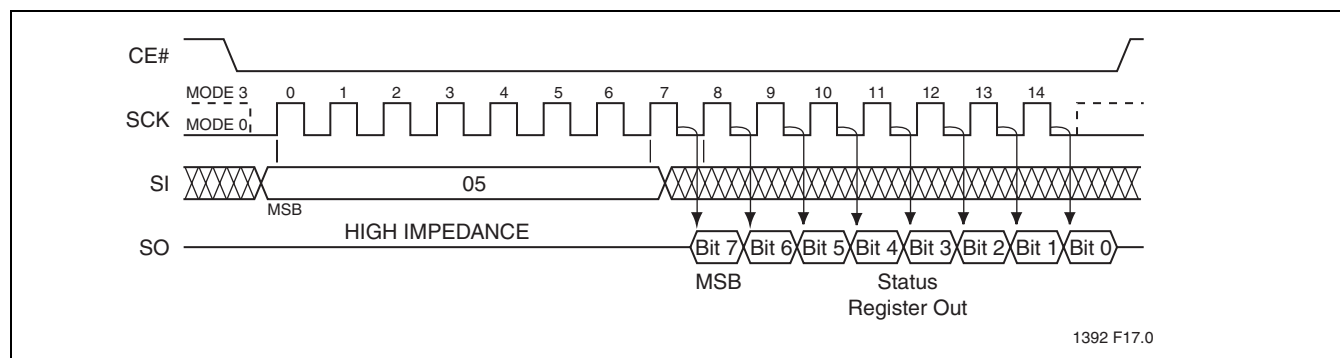 CE#
MODE 3 0 1 2 3 4 5 6 7 8 9 10 11 12 13 14
SCK
MODE 0
SI 05
MSB
HIGH IMPEDANCE
SO Bit 7 Bit 6 Bit 5 Bit 4 Bit 3 Bit 2 Bit 1 Bit 0
MSB Status
Register Out
1392 F17.0